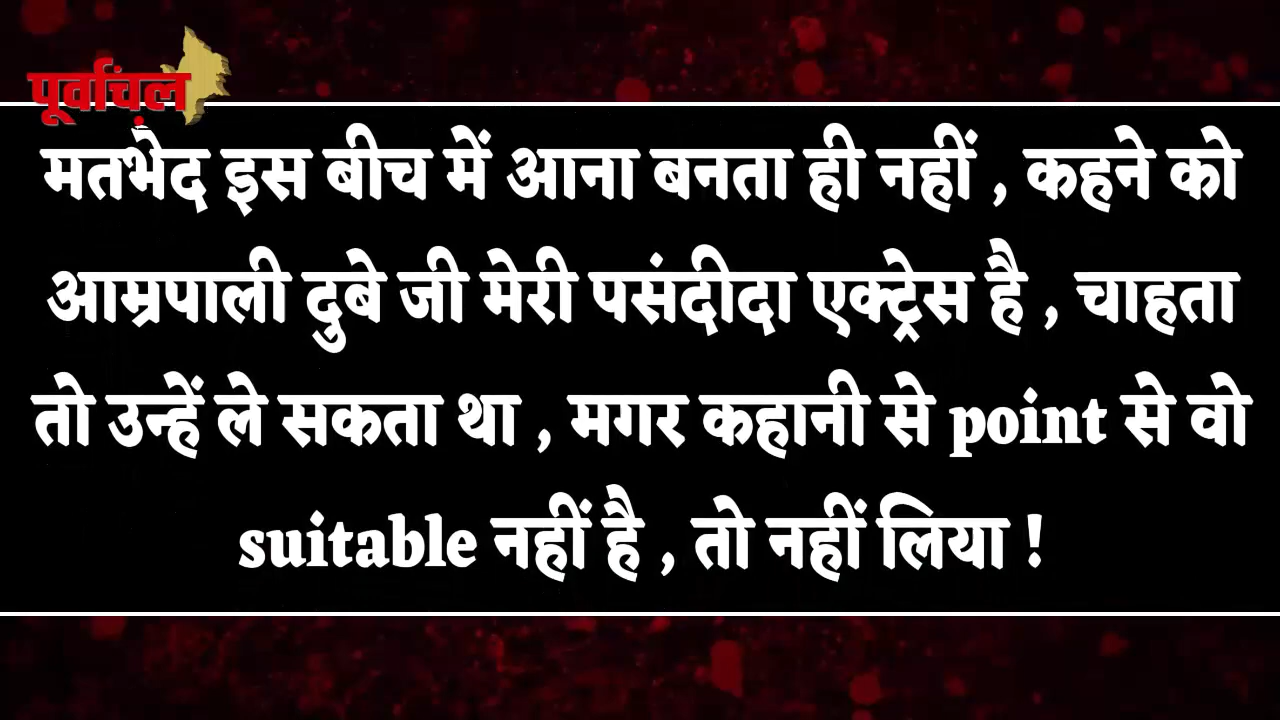 पूर्वांचल
मतभेद इस बीच में आना बनता ही नहीं , कहने को
आम्रपाली दुबे जी मेरी पसंदीदा एक्ट्रेस है , चाहता
तो उन्हें ले सकता था , मगर कहानी से point से वो
suitable नहीं है , तो नहीं लिया !